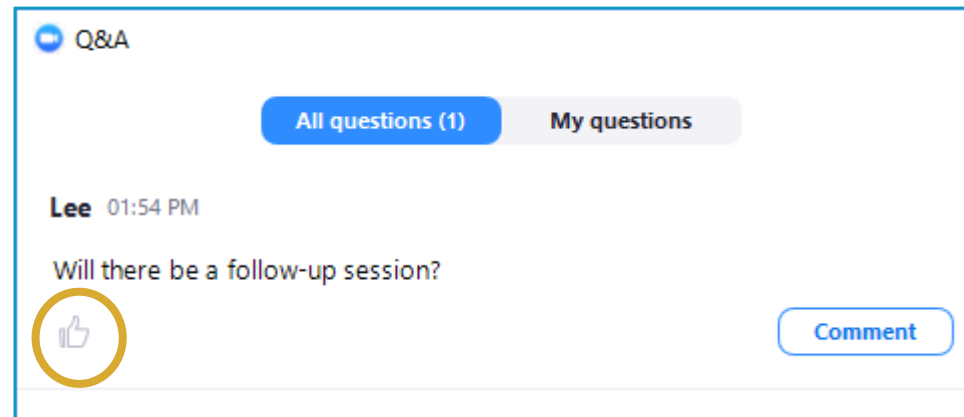 Q&A
All questions (1) My questions
Lee 01:54 PM
Will there be a follow-up session?
Comment